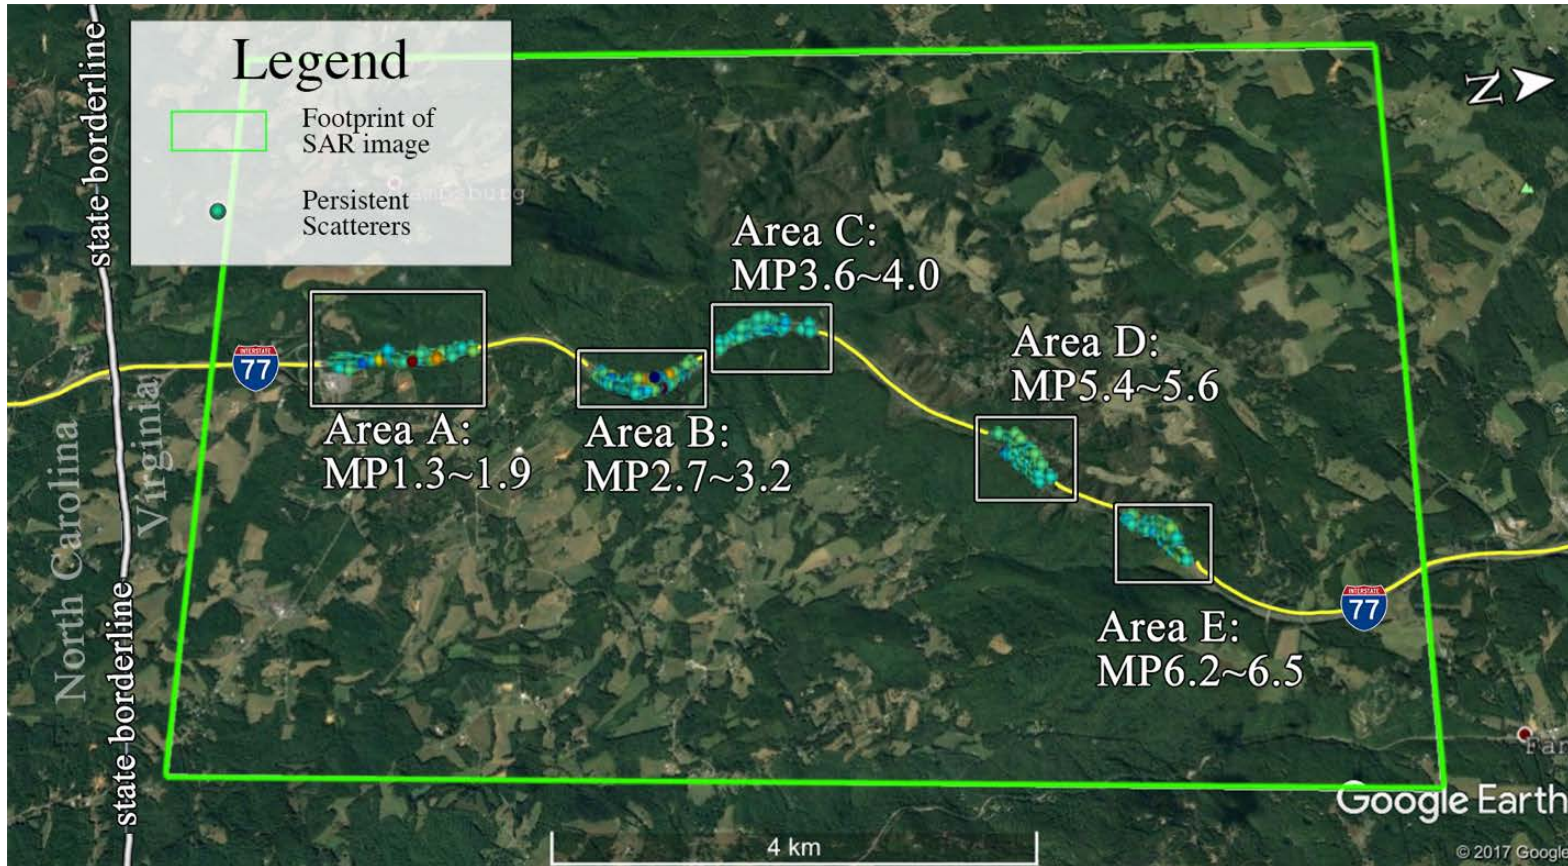 Legend
Footprint of
SAR image
Persistent
Scatterers
N
state borderline
Area C:
MP3.6~4.0
Area D:
MP5.4~5.6
INTERSTATE
77
Area A:
MP1.3~1.9
Area B:
MP2.7~3.2
North Carolina
Virginia
state borderline
INTERSTATE
77
Area E:
MP6.2~6.5
Far
Google Earth
4 km
© 2017 Google